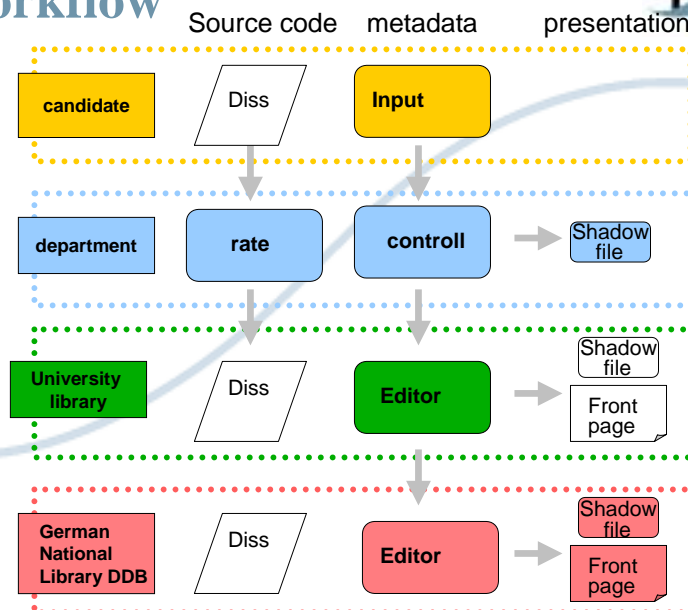 Source code metadata presentation
candidate
Diss
Input
department
rate
controll
Shadow
file
University
library
Diss
Editor
Shadow
file
Front
page
German
National
Library DDB
Diss
Editor
Shadow
file
Front
page